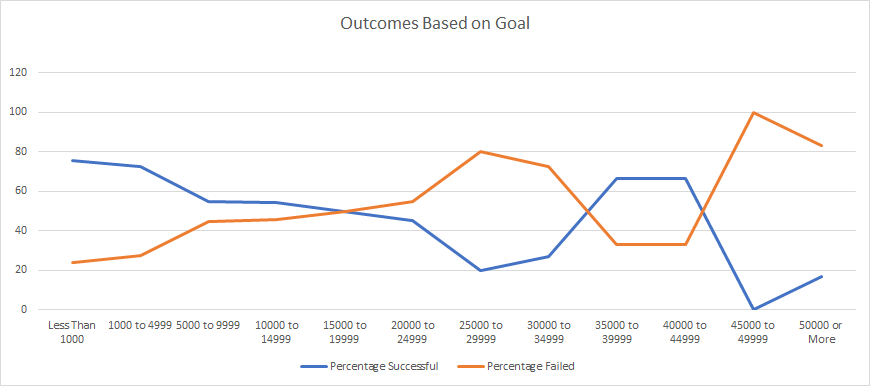 Outcomes Based on Goal
120
100
80
60
40
20
0
Less Than
1000
1000 to 4999
5000 to 9999
10000 to
14999
15000 to
19999
20000 to
24999
25000 to
29999
30000 to
34999
35000 to
39999
40000 to
44999
45000 to
49999
50000 or
More
Percentage Successful
Percentage Failed